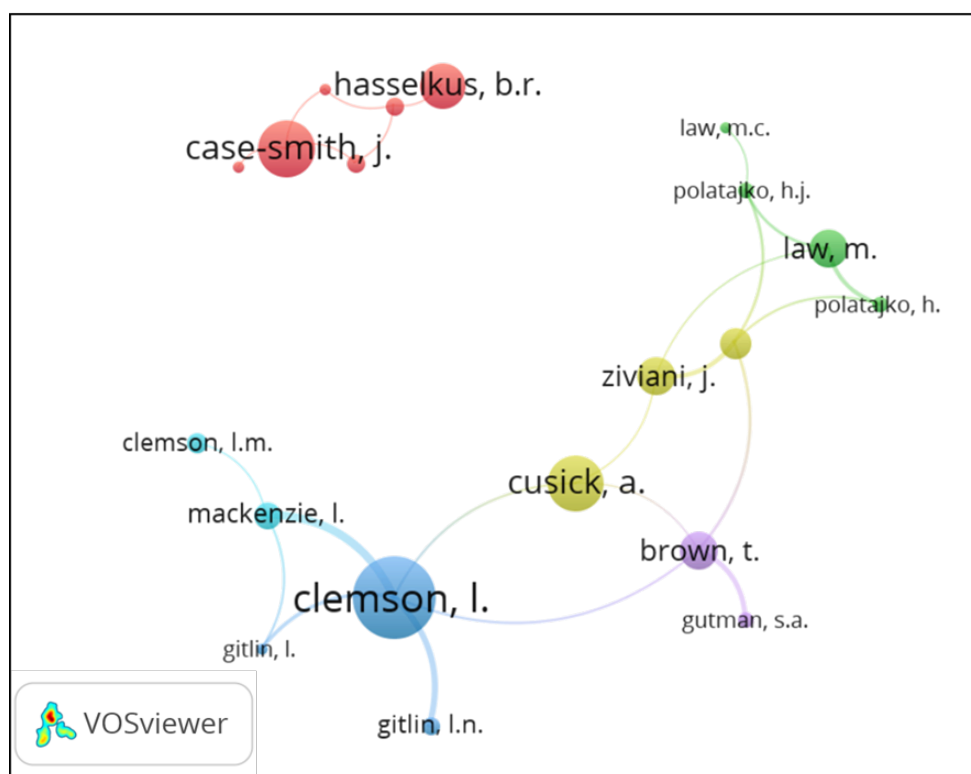 hasselkus, b.r.
case-smith, j.
law, m.c.
polatajko, h.j.
law, m.
polatajko, h.
ziviani, j.
clemson, l.m.
cusick, a.
mackenzie, l.
brown, t.
clemson, l.
gutman, s.a.
gitlin, l.
gitlin, l.n.
VOSviewer